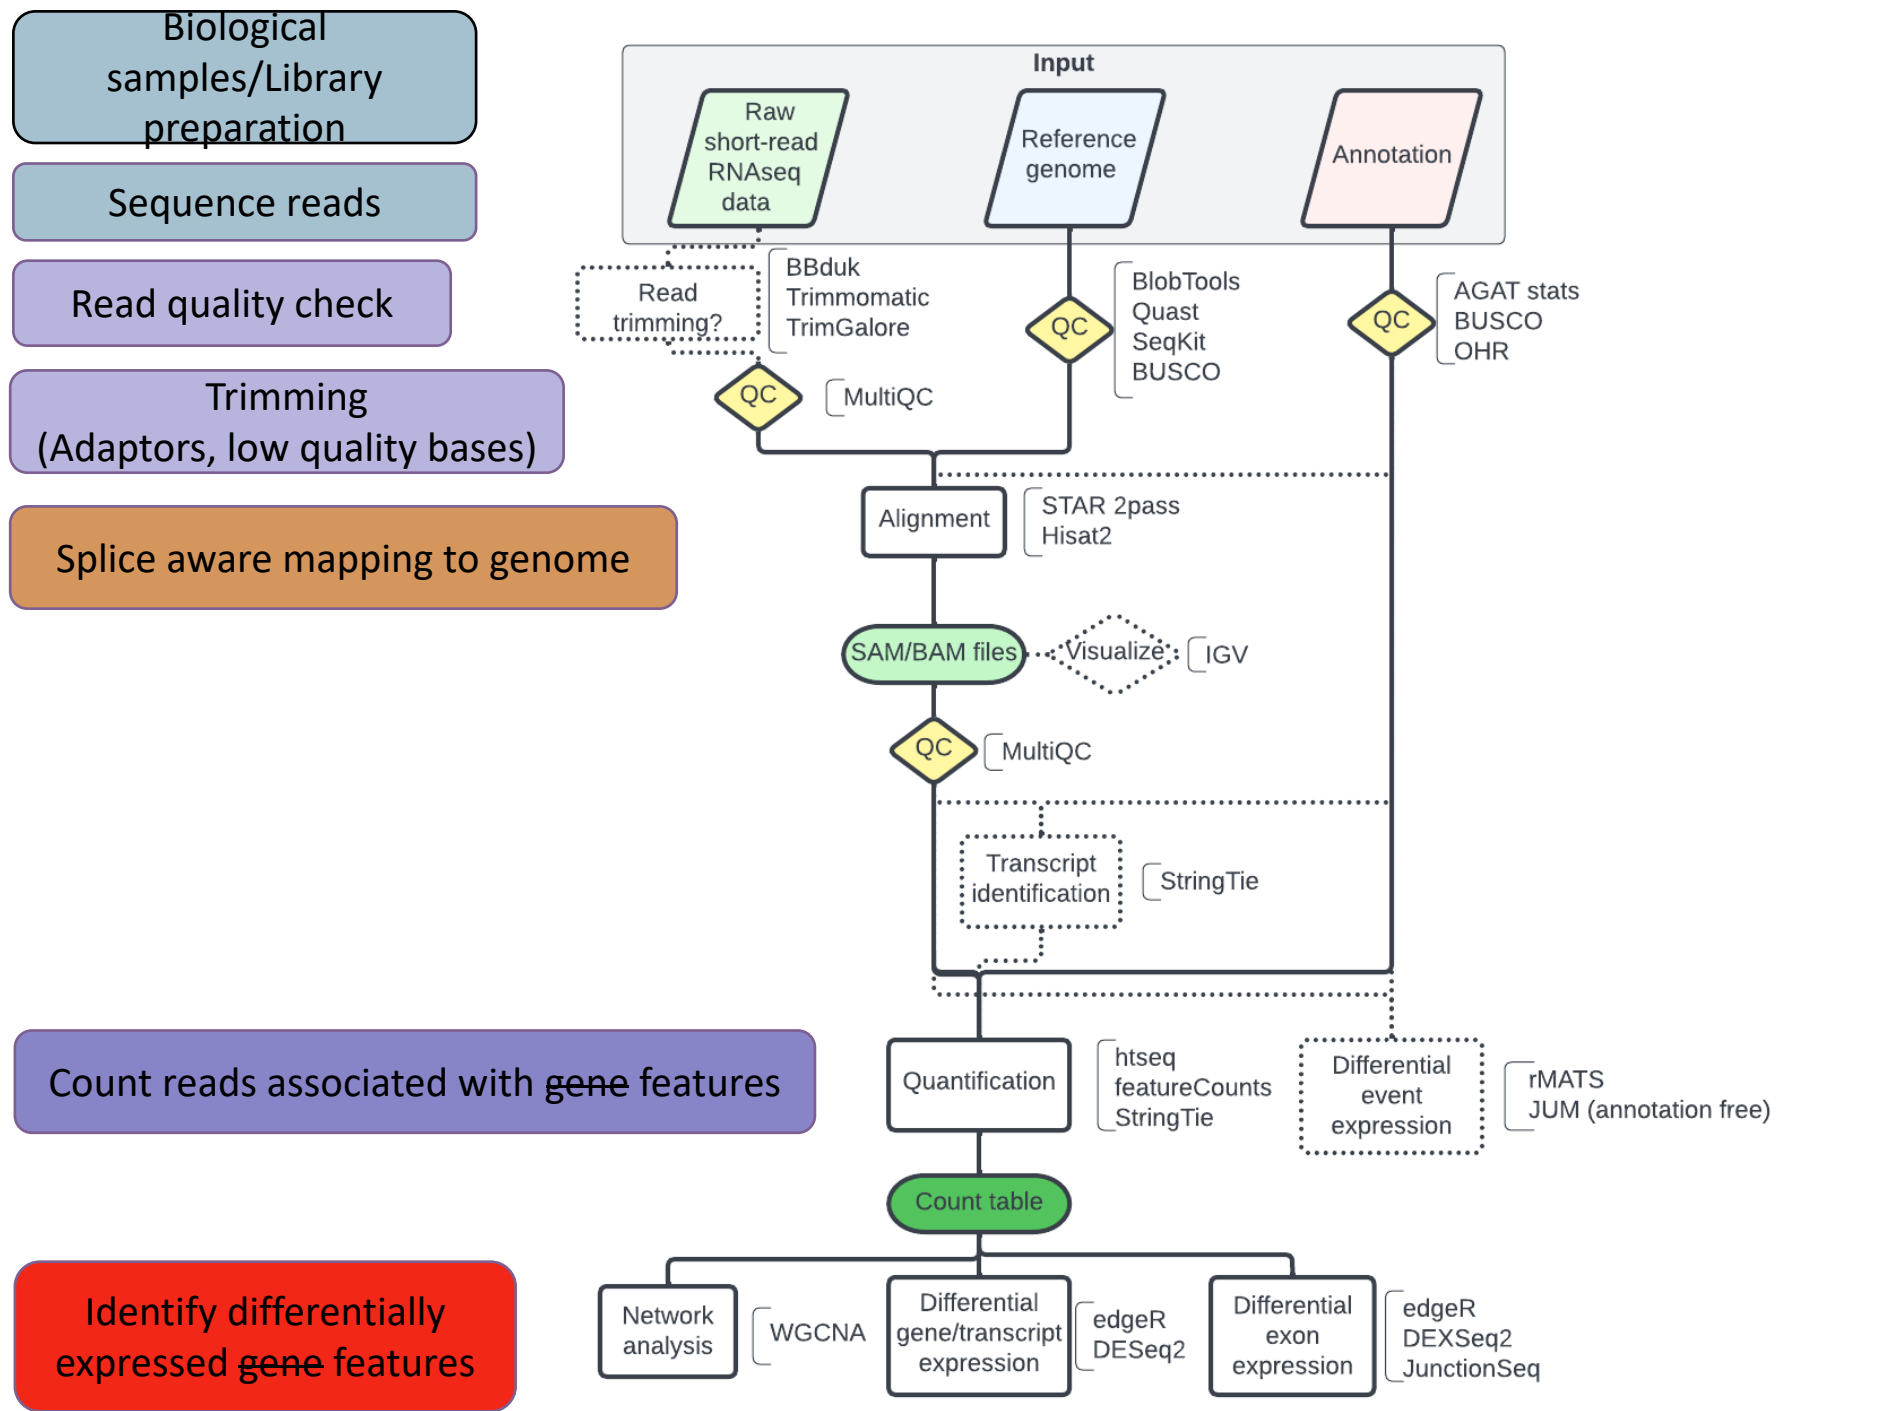 Biological
samples/Library
preparation
Sequence reads
Read quality check
Trimming
(Adaptors, low quality bases)
Splice aware mapping to genome
Count reads associated with gene features
Identify differentially
expressed gene features
Input
Raw
short-read
RNAseq
data
Reference
genome
Annotation
Read
trimming?
BBduk
Trimmomatic
TrimGalore
QC
MultiQC
QC
BlobTools
Quast
SeqKit
BUSCO
QC
AGAT stats
BUSCO
OHR
Alignment
STAR 2pass
Hisat2
SAM/BAM files
Visualize
IGV
QC
MultiQC
Transcript
identification
StringTie
Quantification
htseq
featureCounts
StringTie
Differential
event
expression
rMATS
JUM (annotation free)
Count table
Network
analysis
WGCNA
Differential
gene/transcript
expression
edgeR
DESeq2
Differential
exon
expression
edgeR
DEXSeq2
JunctionSeq